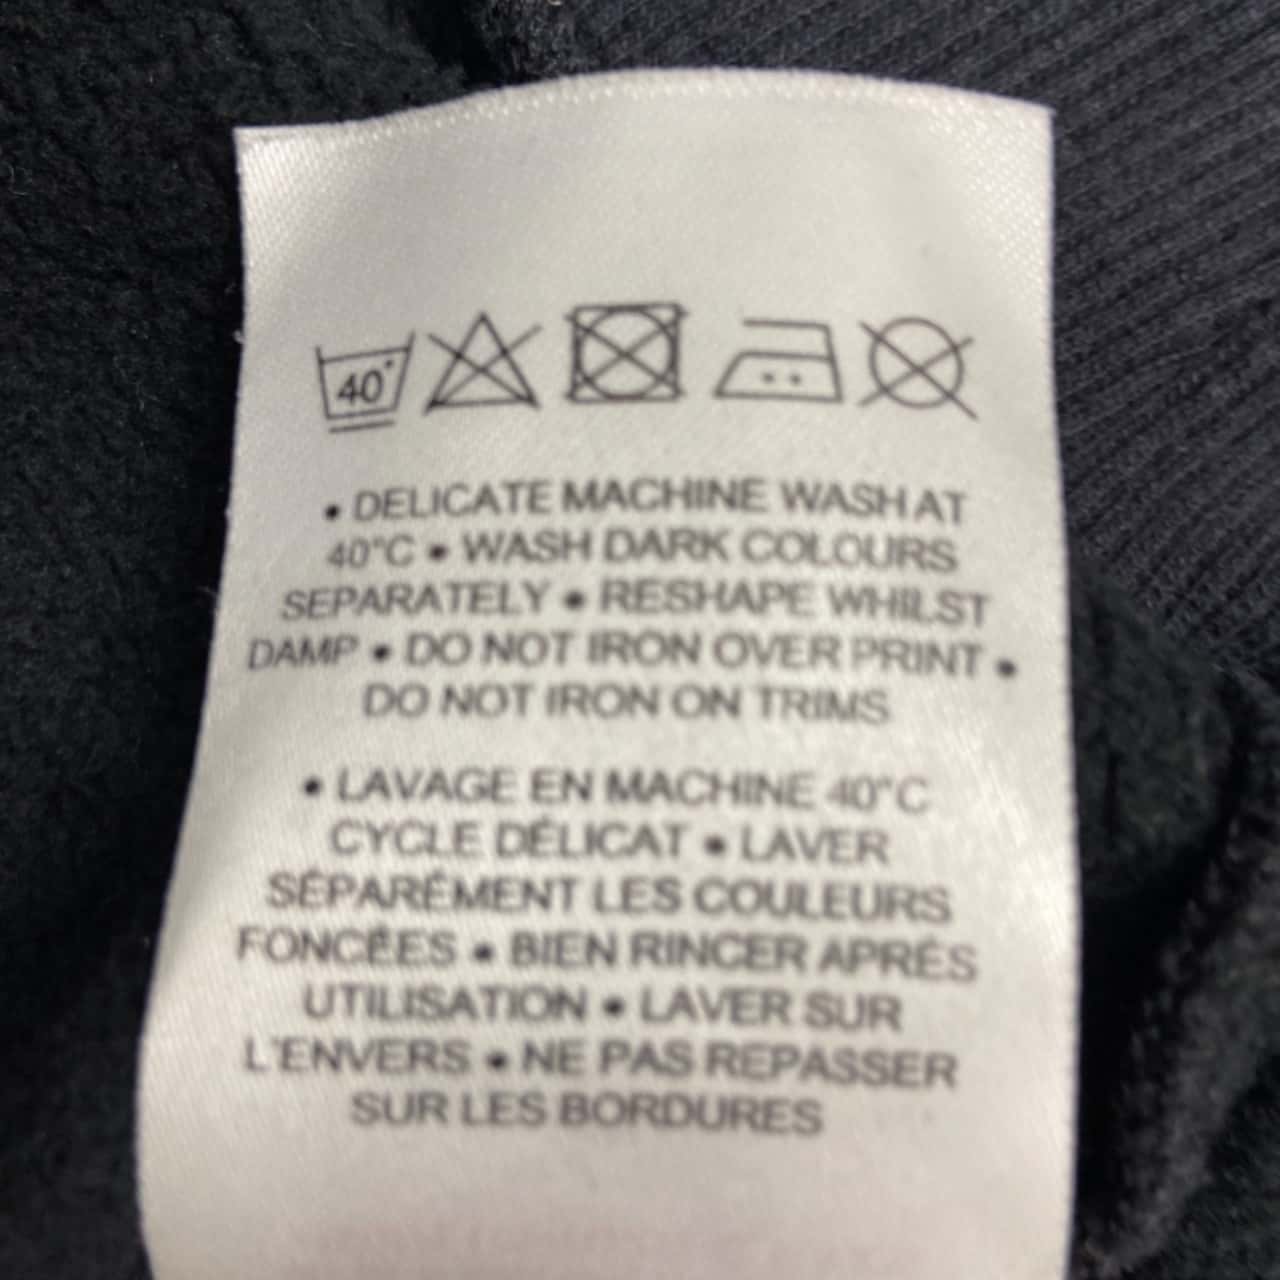 40°
• DELICATE MACHINE WASH AT
40°C • WASH DARK COLOURS
SEPARATELY • RESHAPE WHILST
DAMP • DO NOT IRON OVER PRINT •
DO NOT IRON ON TRIMS
• LAVAGE EN MACHINE 40°C
CYCLE DÉLICAT • LAVER
SÉPARÉMENT LES COULEURS
FONCÉES • BIEN RINCER APRÉS
UTILISATION • LAVER SUR
L'ENVERS • NE PAS REPASSER
SUR LES BORDURES